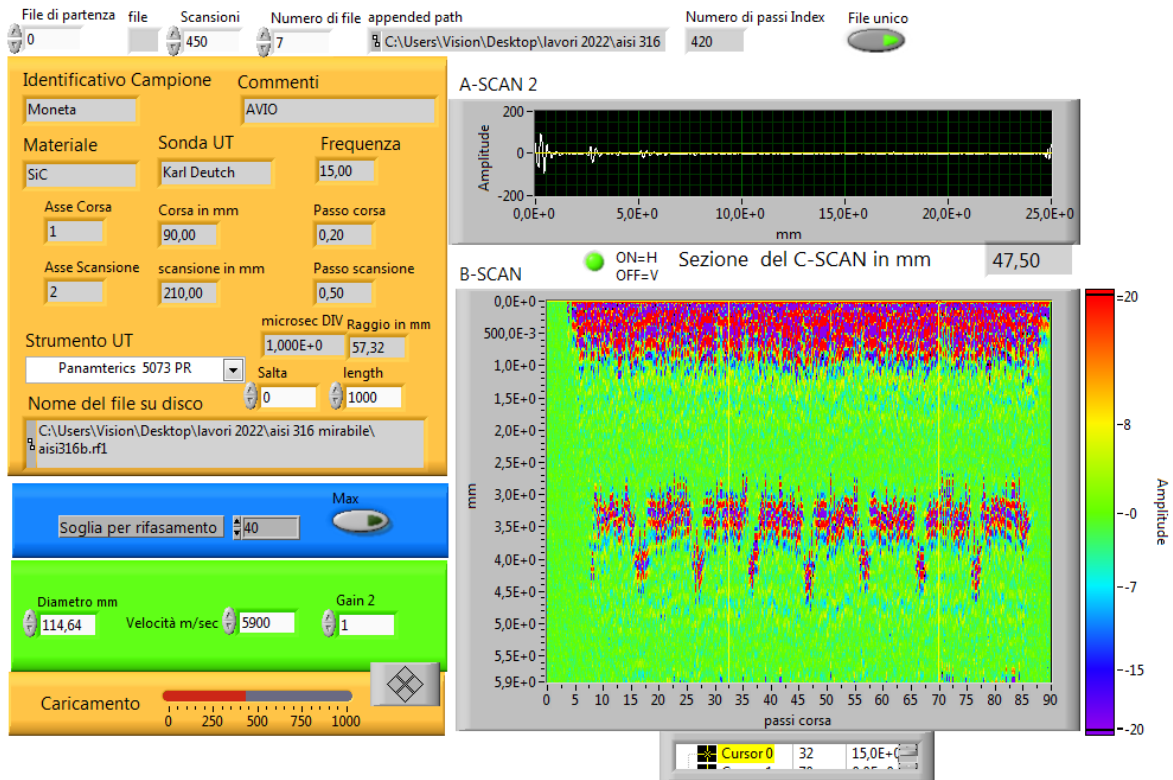 File di partenza
file
Scansioni
Numero di file
appended path
Numero di passi Index
File unico
0
450
7
C:\Users\Vision\Desktop\lavori 2022\aisi 316
420
Identificativo Campione
Commenti
Moneta
AVIO
Materiale
Sonda UT
Frequenza
SiC
Karl Deutch
15,00
Asse Corsa
Corsa in mm
Passo corsa
1
90,00
0,20
Asse Scansione
scansione in mm
Passo scansione
2
210,00
0,50
microsec DIV
Raggio in mm
1,000E+0
57,32
Strumento UT
Panamterics 5073 PR
Salta
length
0
1000
Nome del file su disco
C:\Users\Vision\Desktop\lavori 2022\aisi 316 mirabile\
aisi316b.rf1
Max
Soglia per rifasamento
40
Diametro mm
114,64
Velocità m/sec
5900
Gain 2
1
Caricamento
0 250 500 750 1000
A-SCAN 2
Amplitude
200
0
-200
0,0E+0 5,0E+0 10,0E+0 15,0E+0 20,0E+0 25,0E+0
mm
B-SCAN
ON=H
OFF=V
Sezione del C-SCAN in mm
47,50
mm
0,0E+0
500,0E-3
1,0E+0
1,5E+0
2,0E+0
2,5E+0
3,0E+0
3,5E+0
4,0E+0
4,5E+0
5,0E+0
5,5E+0
5,9E+0
0 5 10 15 20 25 30 35 40 45 50 55 60 65 70 75 80 85 90
passi corsa
20
-8
-0
-7
-15
-20
Amplitude
Cursor 0 32 15,0E+0